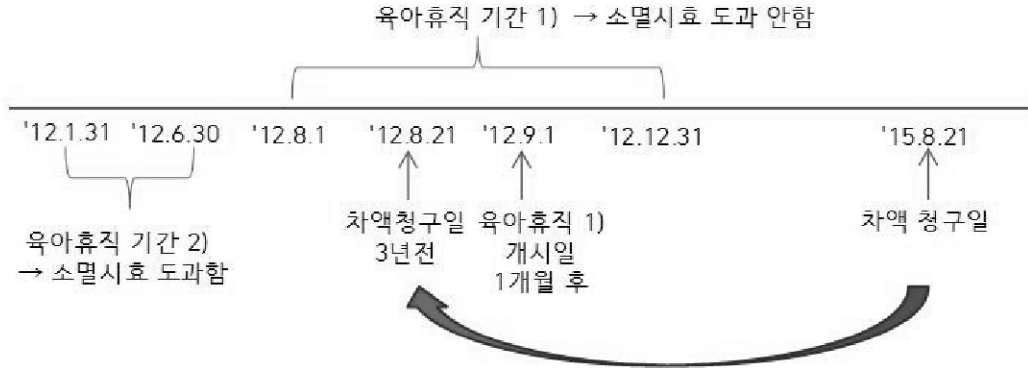 육아휴직 기간 1) → 소멸시효 도과 안함
'12.1.31 '12.6.30 '12.8.1 '12.8.21 '12.9.1 '12.12.31 '15.8.21
육아휴직 기간 2)
→ 소멸시효 도과함
차액청구일
3년전
육아휴직 1)
개시일
1개월 후
차액 청구일